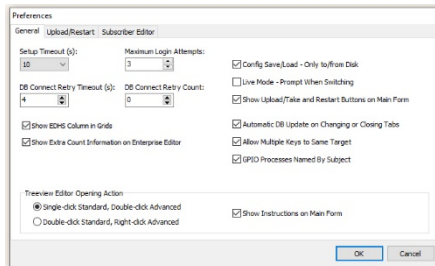 Preferences
General Upload/Restart Subscriber Editor
Setup Timeout (s): Maximum Login Attempts:
10 3
Config Save/Load - Only to/from Disk
Live Mode - Prompt When Switching
DB Connect Retry Timeout (s): DB Connect Retry Count:
4 0
Show Upload/Take and Restart Buttons on Main Form
Show EDHS Column in Grids
Automatic DB Update on Changing or Closing Tabs
Show Extra Count Information on Enterprise Editor
Allow Multiple Keys to Same Target
GPIO Processes Named By Subject
Treeview Editor Opening Action
Single-click Standard, Double-click Advanced
Double-click Standard, Right-click Advanced
Show Instructions on Main Form
OK Cancel